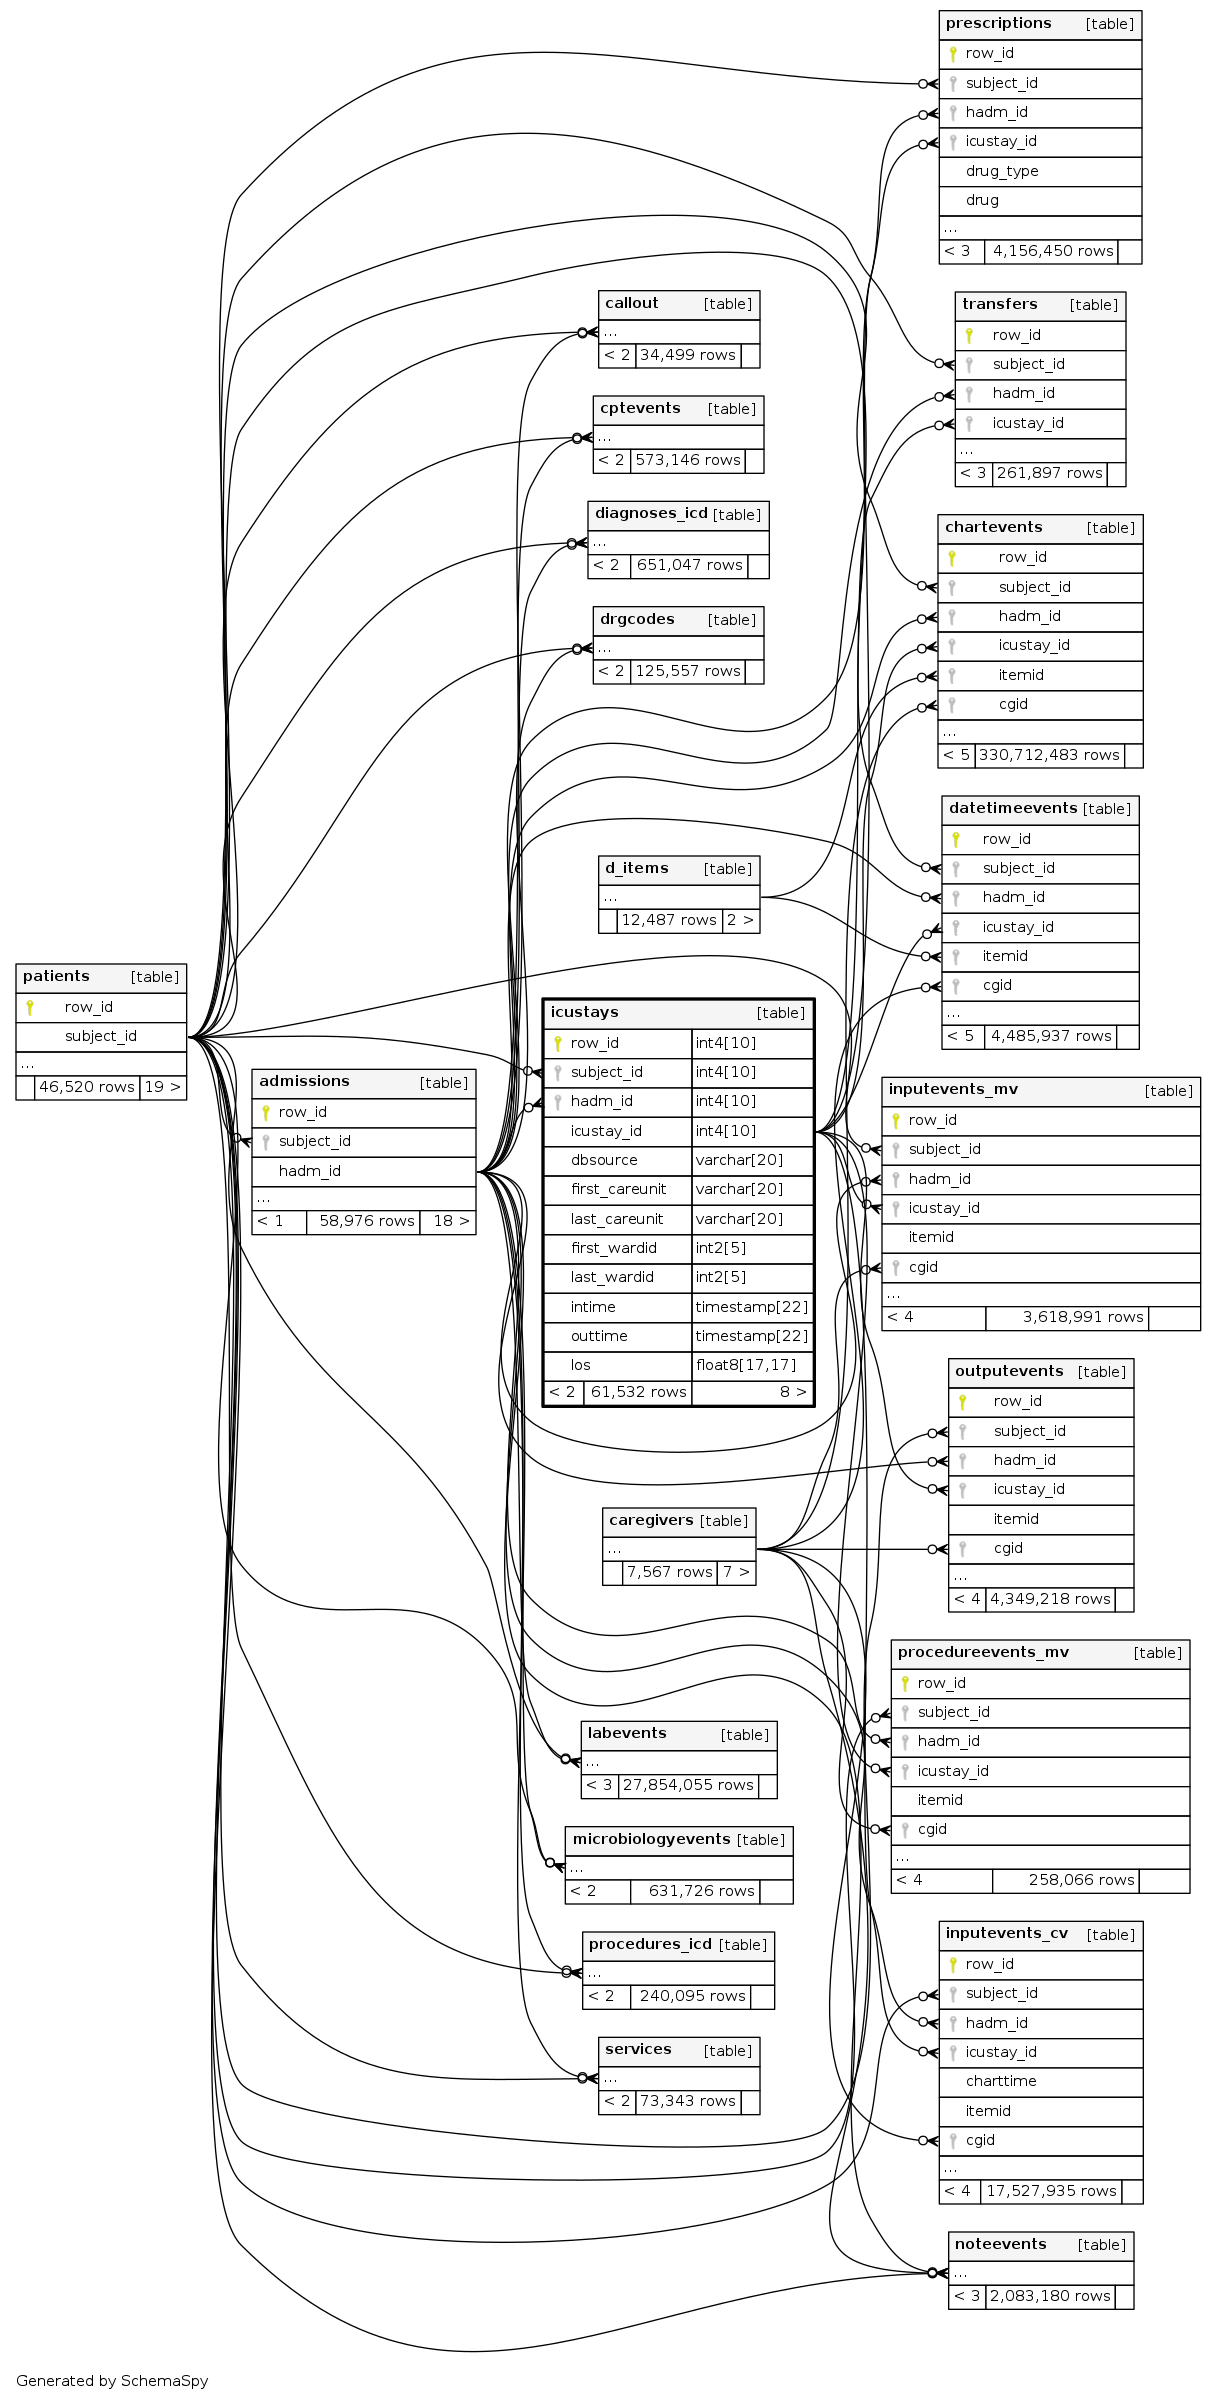 prescriptions [table]
row_id
subject_id
hadm_id
icustay_id
drug_type
drug
...
< 3 4,156,450 rows
transfers [table]
row_id
subject_id
hadm_id
icustay_id
...
< 3 261,897 rows
callout [table]
...
< 2 34,499 rows
cptevents [table]
...
< 2 573,146 rows
diagnoses_icd [table]
...
< 2 651,047 rows
drgcodes [table]
...
< 2 125,557 rows
chartevents [table]
row_id
subject_id
hadm_id
icustay_id
itemid
cgid
...
< 5 330,712,483 rows
datetimeevents [table]
row_id
subject_id
hadm_id
icustay_id
itemid
cgid
...
< 5 4,485,937 rows
d_items [table]
...
12,487 rows 2 >
patients [table]
row_id
subject_id
...
46,520 rows 19 >
admissions [table]
row_id
subject_id
hadm_id
...
< 1 58,976 rows 18 >
icustays [table]
row_id int4[10]
subject_id int4[10]
hadm_id int4[10]
icustay_id int4[10]
dbsource varchar[20]
first_careunit varchar[20]
last_careunit varchar[20]
first_wardid int2[5]
last_wardid int2[5]
intime timestamp[22]
outtime timestamp[22]
los float8[17,17]
< 2 61,532 rows 8 >
inputevents_mv [table]
row_id
subject_id
hadm_id
icustay_id
itemid
cgid
...
< 4 3,618,991 rows
outputevents [table]
row_id
subject_id
hadm_id
icustay_id
itemid
cgid
...
< 4 4,349,218 rows
caregivers [table]
...
7,567 rows 7 >
procedureevents_mv [table]
row_id
subject_id
hadm_id
icustay_id
itemid
cgid
...
< 4 258,066 rows
labevents [table]
...
< 3 27,854,055 rows
microbiologyevents [table]
...
< 2 631,726 rows
procedures_icd [table]
...
< 2 240,095 rows
services [table]
...
< 2 73,343 rows
inputevents_cv [table]
row_id
subject_id
hadm_id
icustay_id
charttime
itemid
cgid
...
< 4 17,527,935 rows
noteevents [table]
...
< 3 2,083,180 rows
Generated by SchemaSpy